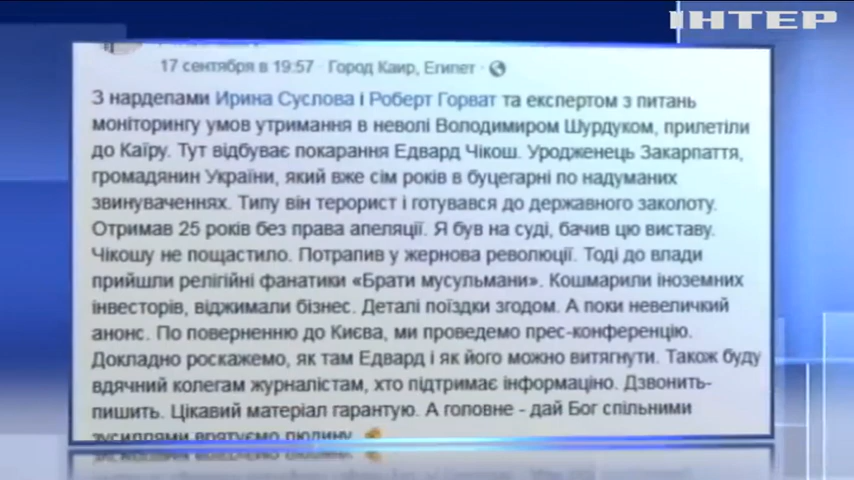 ІНТЕР
17 сентября в 19:57 · Город Каир, Египет ·
З нардепами Ирина Суслова і Роберт Горват та експертом з питань
моніторингу умов утримання в неволі Володимиром Шурдуком, прилетіли
до Каїру. Тут відбуває покарання Едвард Чікош. Уродженець Закарпаття,
громадянин України, який вже сім років в буцегарні по надуманих
звинуваченнях. Типу він терорист і готувався до державного заколоту.
Отримав 25 років без права апеляції. Я був на суді, бачив цю виставу.
Чікошу не пощастило. Потрапив у жернова революції. Тоді до влади
прийшли релігійні фанатики «Брати мусульмани». Кошмарили іноземних
інвесторів, віджимали бізнес. Деталі поїздки згодом. А поки невеличкий
анонс. По поверненню до Києва, ми проведемо прес-конференцію.
Докладно роскажемо, як там Едвард і як його можно витягнути. Також буду
вдячний колегам журналістам, хто підтримає інформаціно. Дзвонить-
пишить. Цікавий матеріал гарантую. А головне - дай Бог спільними
зусиллями врятуємо людину.